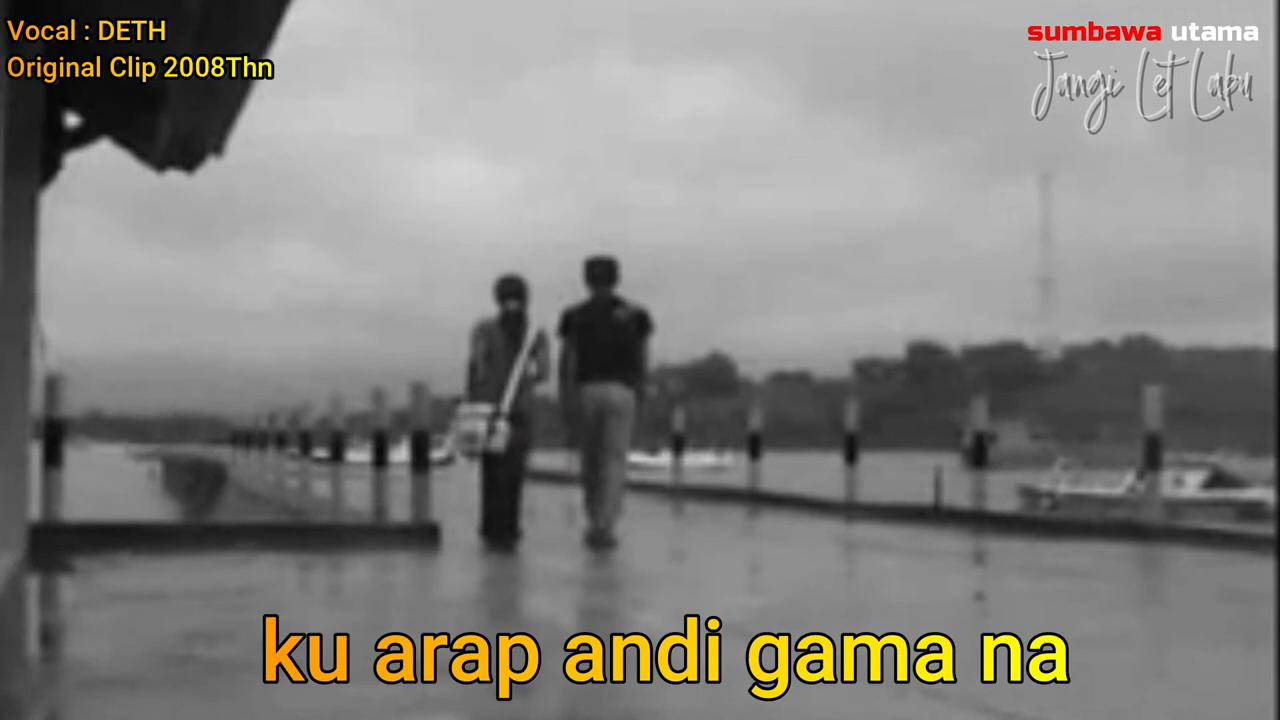 Vocal : DETH
Original Clip 2008Thn
sumbawa utama
Jangi Let Labu
ku arap andi gama na